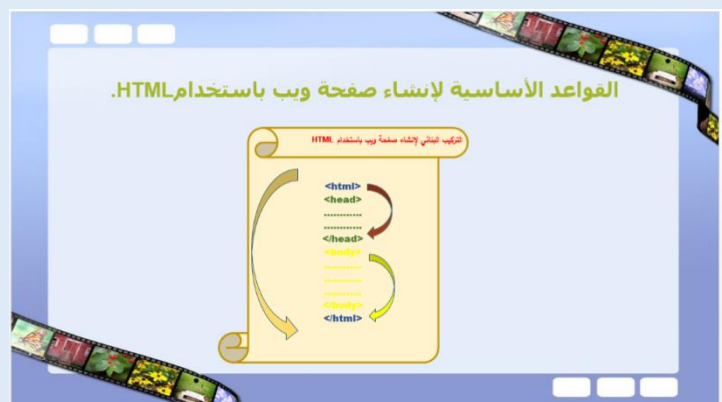 القواعد الأساسية لإنشاء صفحة ويب باستخدامHTML.
التركيب البنائي لإنشاء صفحة ويب باستخدام HTML
<html>
<head>
............
............
</head>
<body>
............
............
............
</body>
</html>